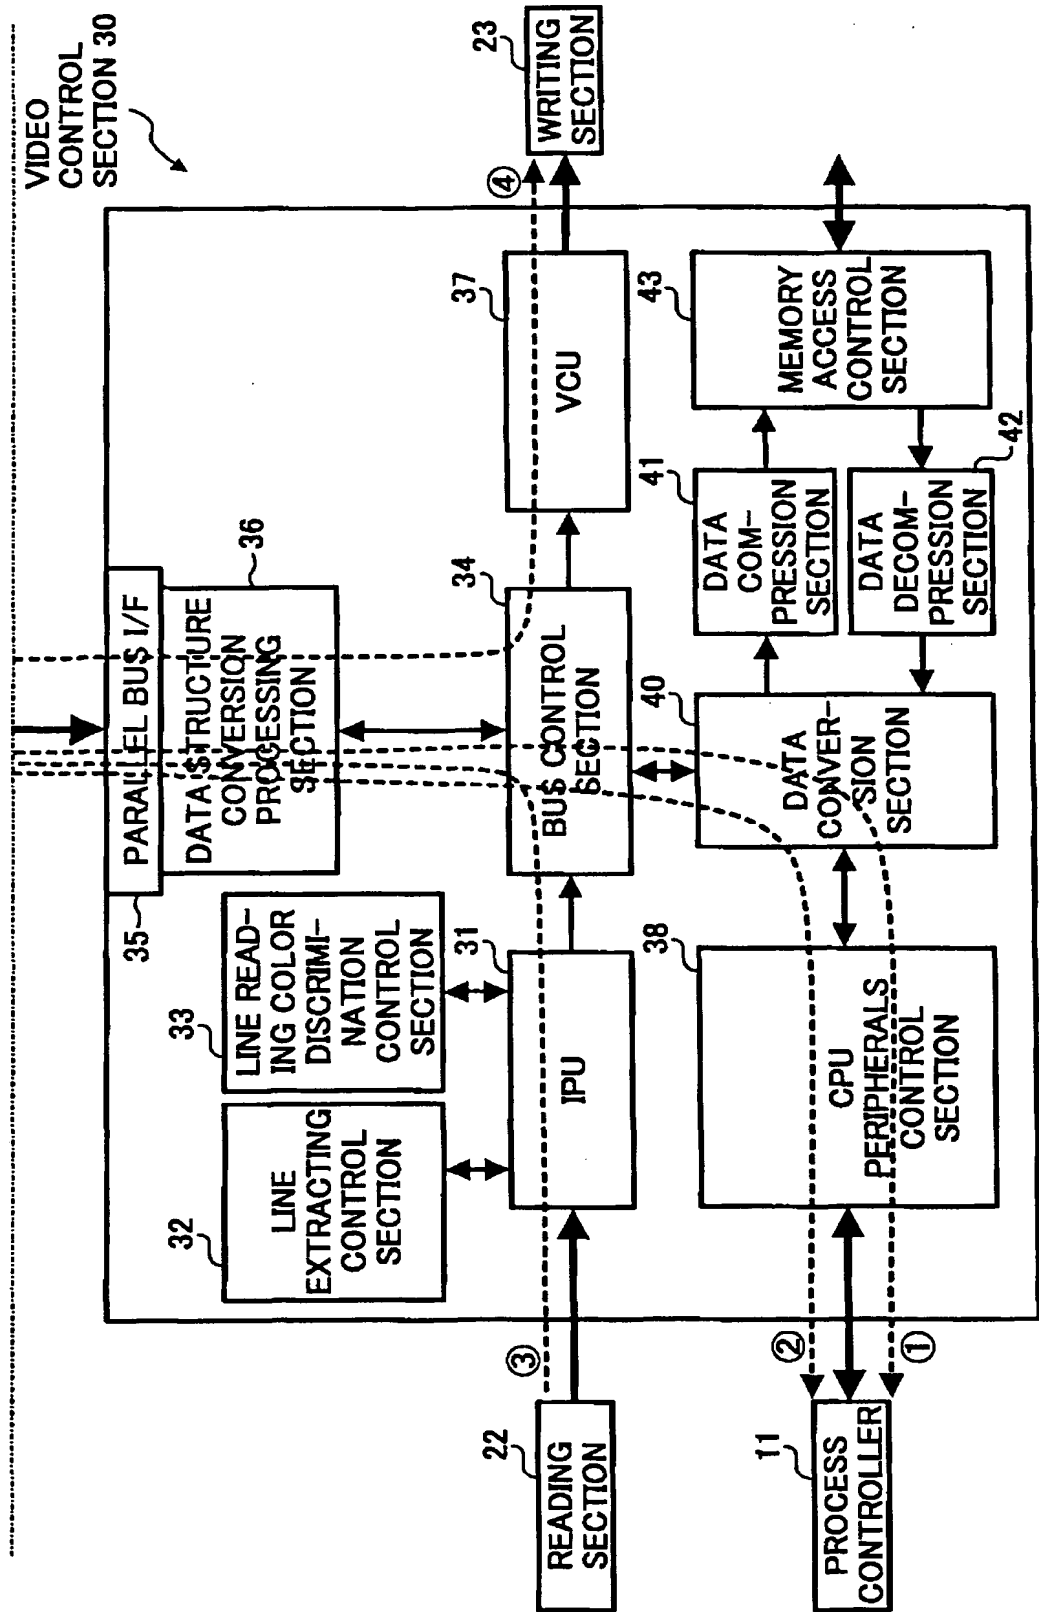 VIDEO
CONTROL
SECTION 30
35
PARALLEL BUS I/F
DATA STRUCTURE
CONVERSION
PROCESSING
SECTION
36
32
LINE
EXTRACTING
CONTROL
SECTION
33
LINE READ-
ING COLOR
DISCRIMI-
NATION
CONTROL
SECTION
22
READING
SECTION
③
31
IPU
34
BUS CONTROL
SECTION
37
VCU
④
23
WRITING
SECTION
11
PROCESS
CONTROLLER
②
①
38
CPU
PERIPHERALS
CONTROL
SECTION
40
DATA
CONVER-
SION
SECTION
41
DATA
COM-
PRESSION
SECTION
DATA
DECOM-
PRESSION
SECTION
42
43
MEMORY
ACCESS
CONTROL
SECTION